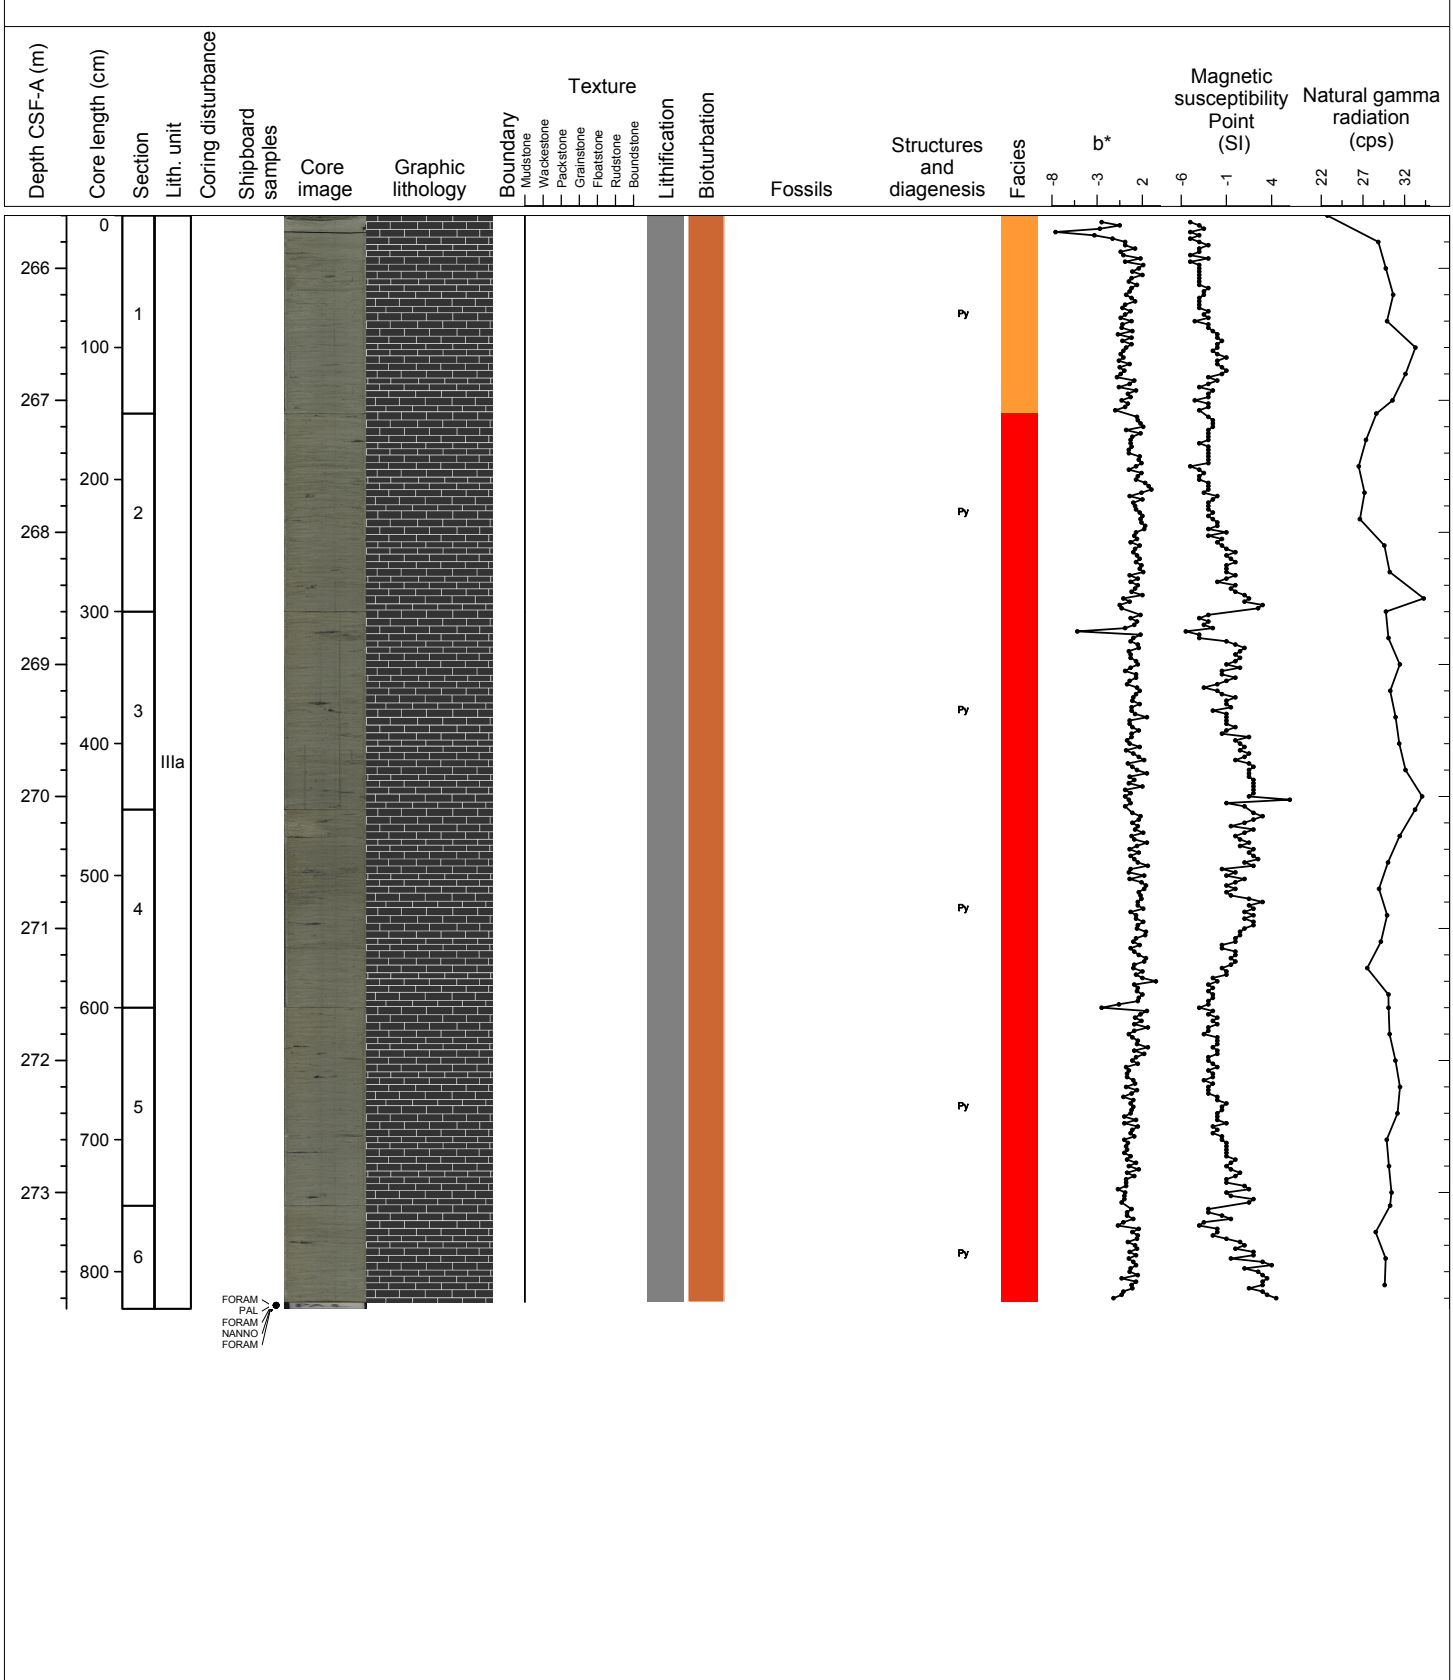 Depth CSF-A (m)
Core length (cm)
Section
Lith. unit
Coring disturbance
Shipboard
samples
Core
image
Graphic
lithology
Boundary
Texture
Mudstone
Wackestone
Packstone
Grainstone
Floatstone
Rudstone
Boundstone
Lithification
Bioturbation
Fossils
Structures
and
diagenesis
Facies
b*
-8
-3
2
Magnetic
susceptibility
Point
(SI)
-6
-1
4
Natural gamma
radiation
(cps)
22
27
32
0
266
1
Py
100
267
200
2
Py
268
300
269
3
Py
400
IIIa
270
500
4
Py
271
600
272
5
Py
700
273
6
Py
800
FORAM
PAL
FORAM
NANNO
FORAM